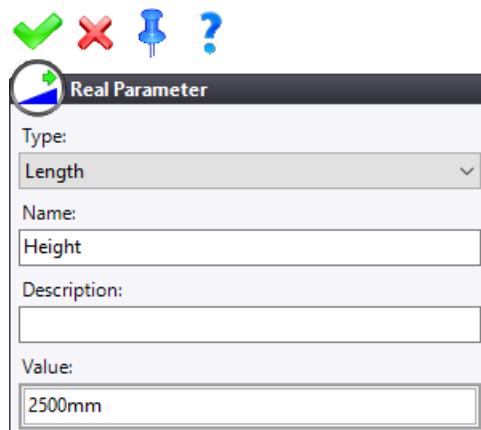 Real Parameter
Type:
Length
Name:
Height
Description:
Value:
2500mm